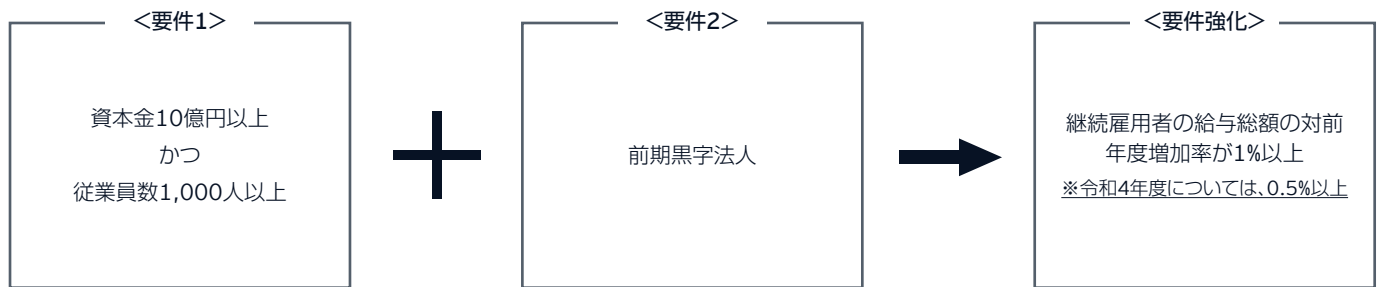 <要件1>
資本金10億円以上
かつ
従業員数1,000人以上
<要件2>
前期黒字法人
<要件強化>
継続雇用者の給与総額の対前
年度増加率が1%以上
※令和4年度については、0.5%以上